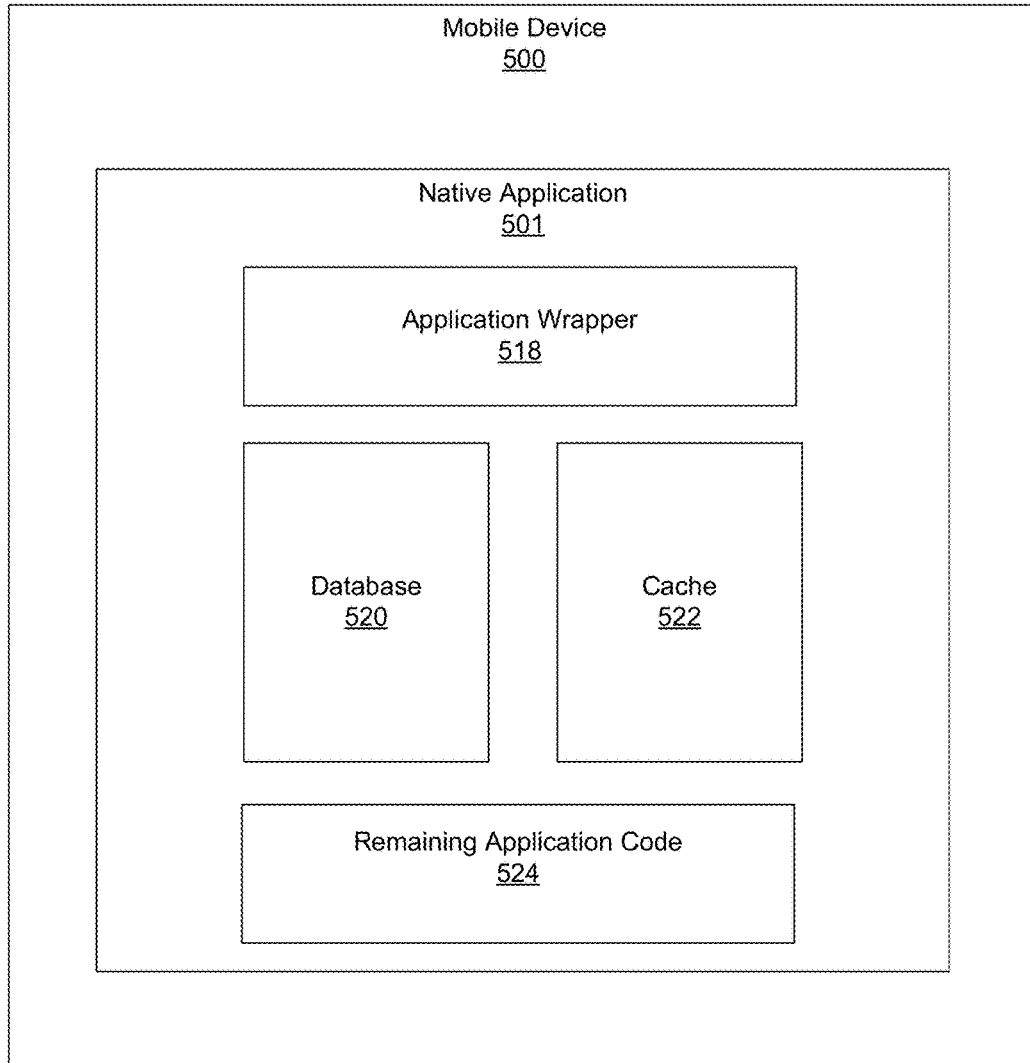 Mobile Device
500
Native Application
501
Application Wrapper
518
Database
520
Cache
522
Remaining Application Code
524